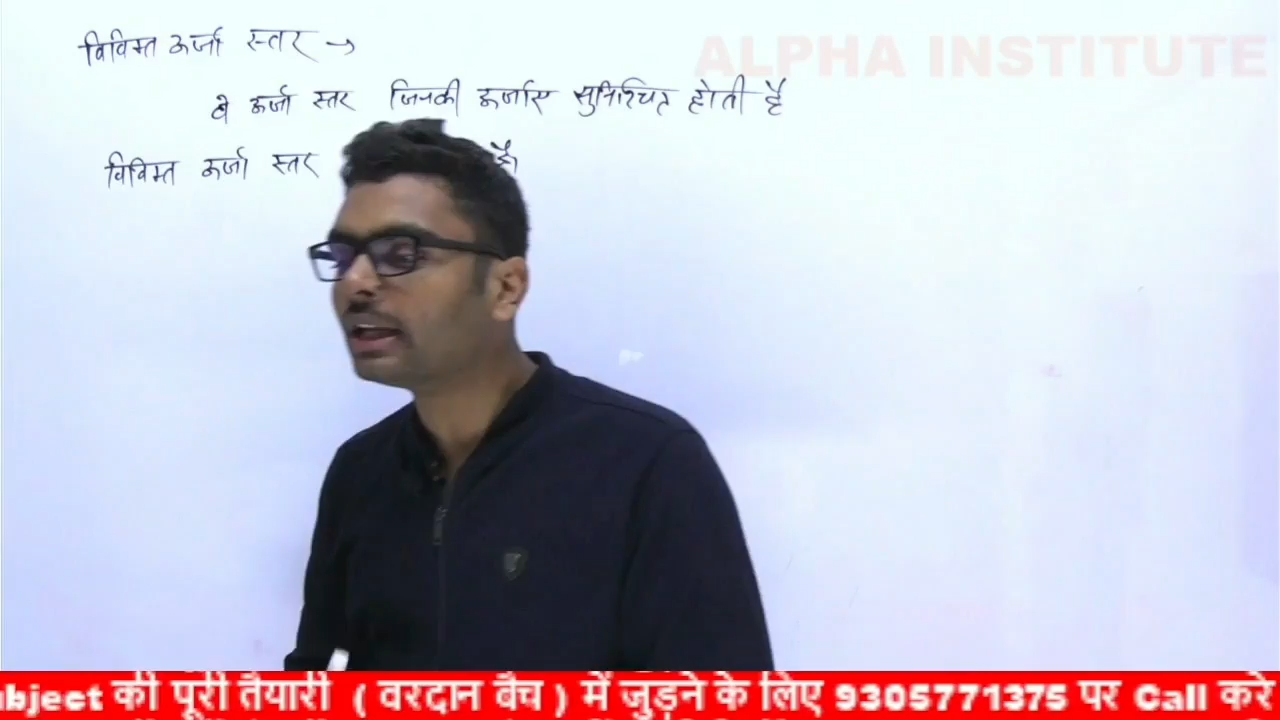 विविक्त ऊर्जा स्तर →
ALPHA INSTITUTE
वे ऊर्जा स्तर जिनकी ऊर्जाए सुनिश्चित होती है
विविक्त ऊर्जा स्तर
bject की पूरी तैयारी ( वरदान बैच ) में जुड़ने के लिए 9305771375 पर Call करे